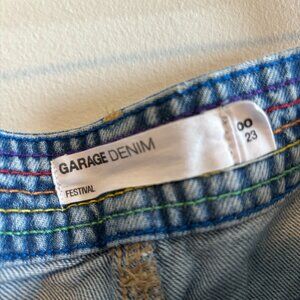 GARAGE DENIM
FESTIVAL
00
23